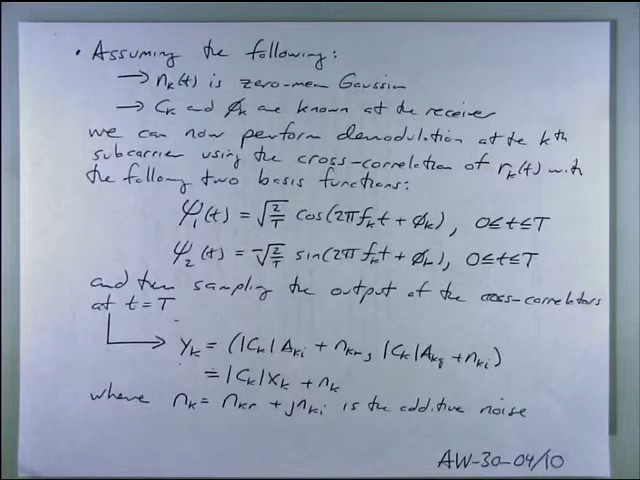 • Assuming the following:
→ nk(t) is zero-mean Gaussian
→ Ck and φk are known at the receiver
we can now perform demodulation at the kth
subcarrier using the cross-correlation of rk(t) with
the following two basis functions:
ψ₁(t) = √(2/T) cos(2πfkt + φk), 0≤t≤T
ψ₂(t) = -√(2/T) sin(2πfkt + φk), 0≤t≤T
and then sampling the output of the cross-correlators
at t=T
→ yk = (|Ck|Aki + nkr, |Ck|Akq + nki)
= |Ck|Xk + nk
where nk = nkr + jnki is the additive noise
AW-30-04/10